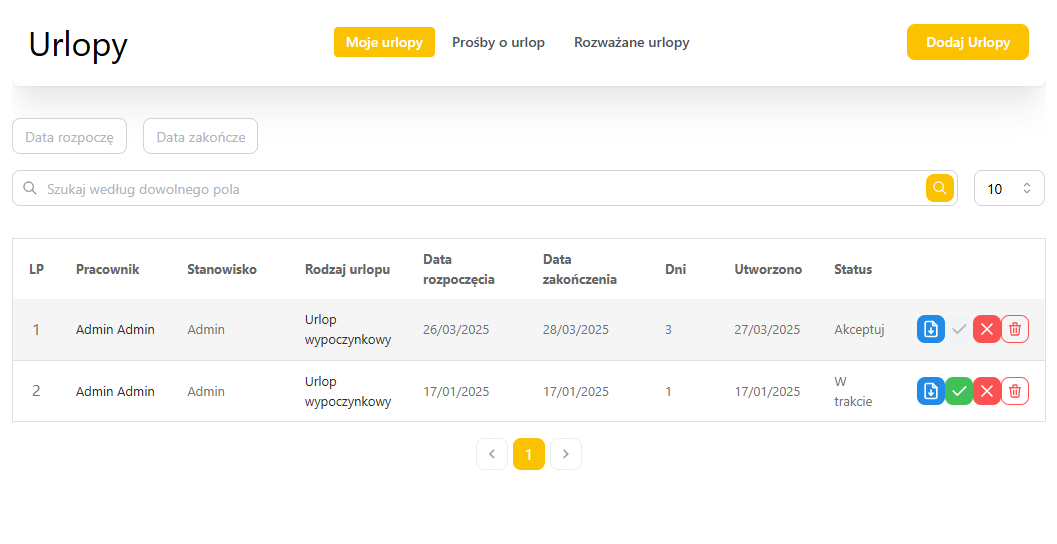 Urlopy
Moje urlopy
Prośby o urlop
Rozważane urlopy
Dodaj Urlopy
Data rozpoczę
Data zakończe
Szukaj według dowolnego pola
10
LP Pracownik Stanowisko Rodzaj urlopu Data rozpoczęcia Data zakończenia Dni Utworzono Status
1 Admin Admin Admin Urlop wypoczynkowy 26/03/2025 28/03/2025 3 27/03/2025 Akceptuj
2 Admin Admin Admin Urlop wypoczynkowy 17/01/2025 17/01/2025 1 17/01/2025 W trakcie
1